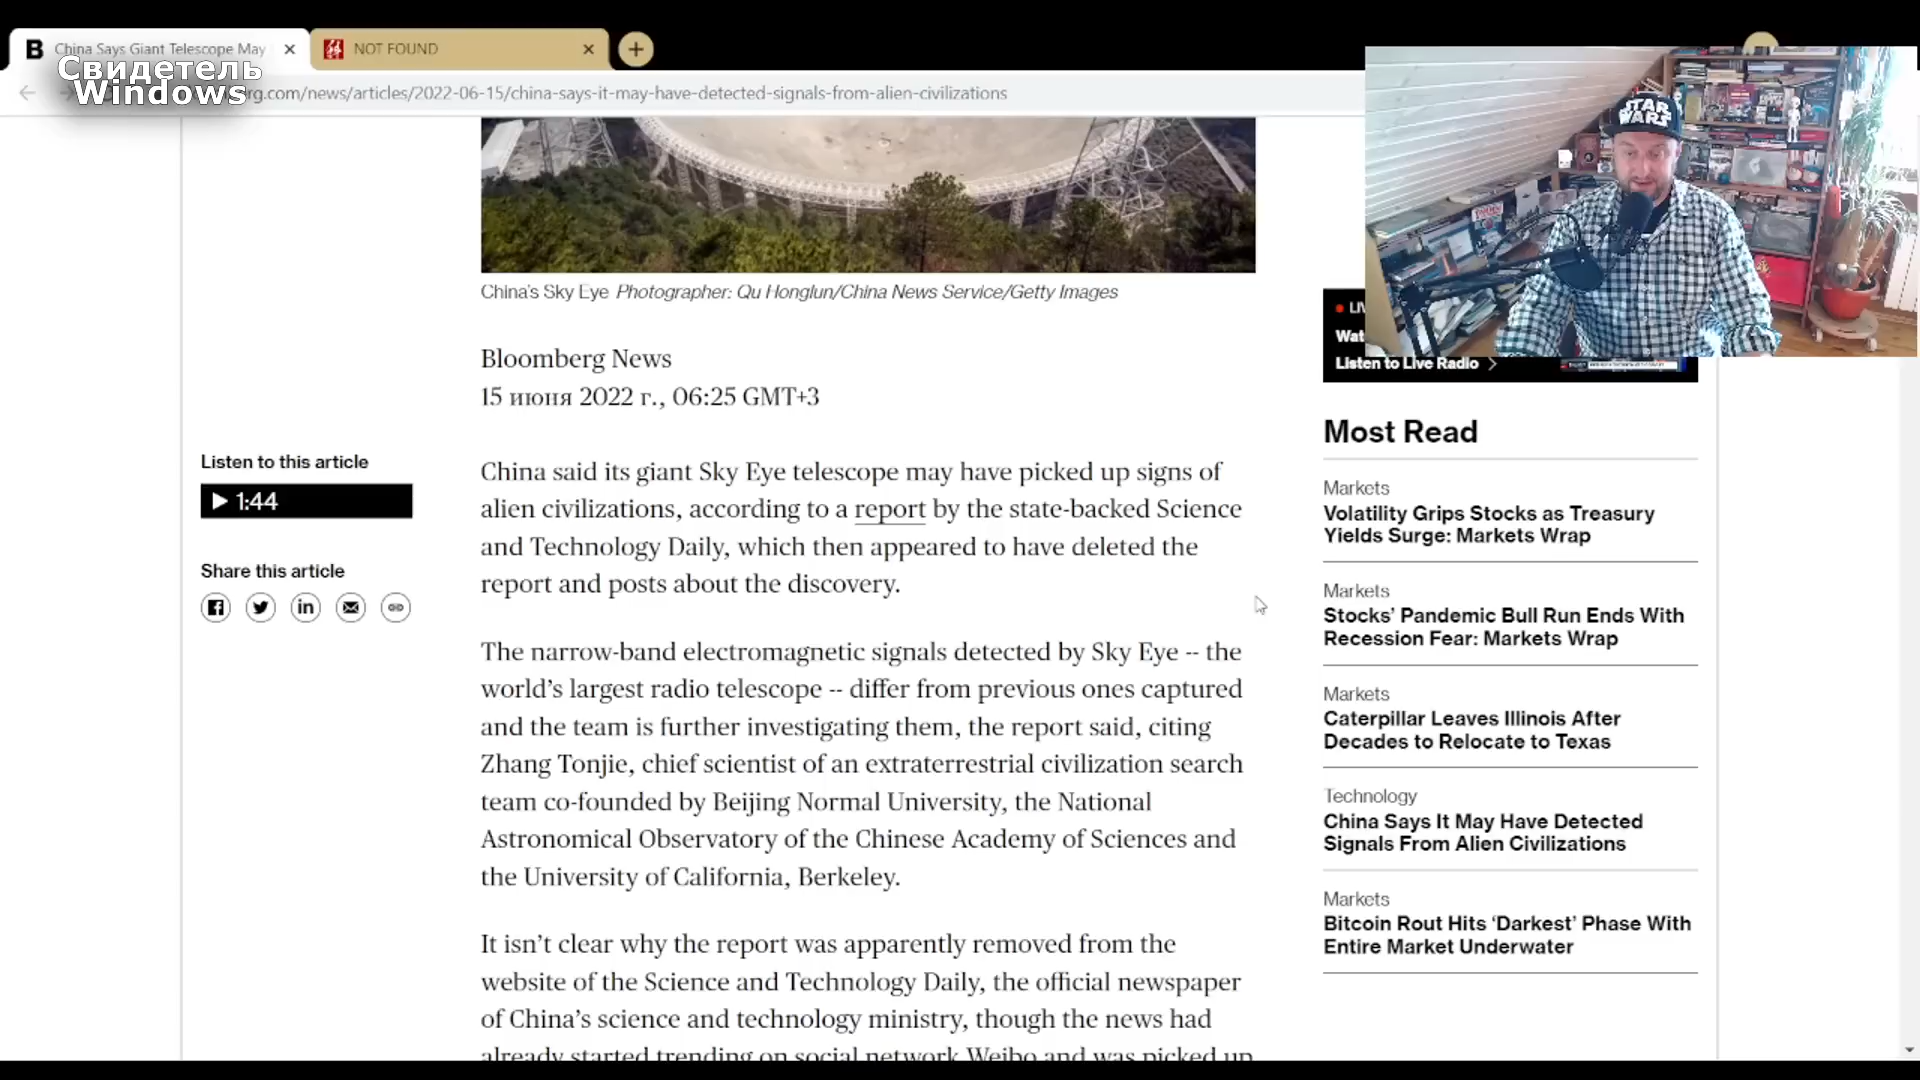 China Says Giant Telescope May
NOT FOUND
Свидетель
Windows
rg.com/news/articles/2022-06-15/china-says-it-may-have-detected-signals-from-alien-civilizations
STAR
WARS
China's Sky Eye Photographer: Qu Honglun/China News Service/Getty Images
Bloomberg News
15 июня 2022 г., 06:25 GMT+3
Listen to this article
1:44
Share this article
China said its giant Sky Eye telescope may have picked up signs of
alien civilizations, according to a report by the state-backed Science
and Technology Daily, which then appeared to have deleted the
report and posts about the discovery.
The narrow-band electromagnetic signals detected by Sky Eye -- the
world's largest radio telescope -- differ from previous ones captured
and the team is further investigating them, the report said, citing
Zhang Tonjie, chief scientist of an extraterrestrial civilization search
team co-founded by Beijing Normal University, the National
Astronomical Observatory of the Chinese Academy of Sciences and
the University of California, Berkeley.
It isn't clear why the report was apparently removed from the
website of the Science and Technology Daily, the official newspaper
of China's science and technology ministry, though the news had
already started trending on social network Weibo and was picked up
LIV
Wat
Listen to Live Radio
Most Read
Markets
Volatility Grips Stocks as Treasury
Yields Surge: Markets Wrap
Markets
Stocks' Pandemic Bull Run Ends With
Recession Fear: Markets Wrap
Markets
Caterpillar Leaves Illinois After
Decades to Relocate to Texas
Technology
China Says It May Have Detected
Signals From Alien Civilizations
Markets
Bitcoin Rout Hits 'Darkest' Phase With
Entire Market Underwater